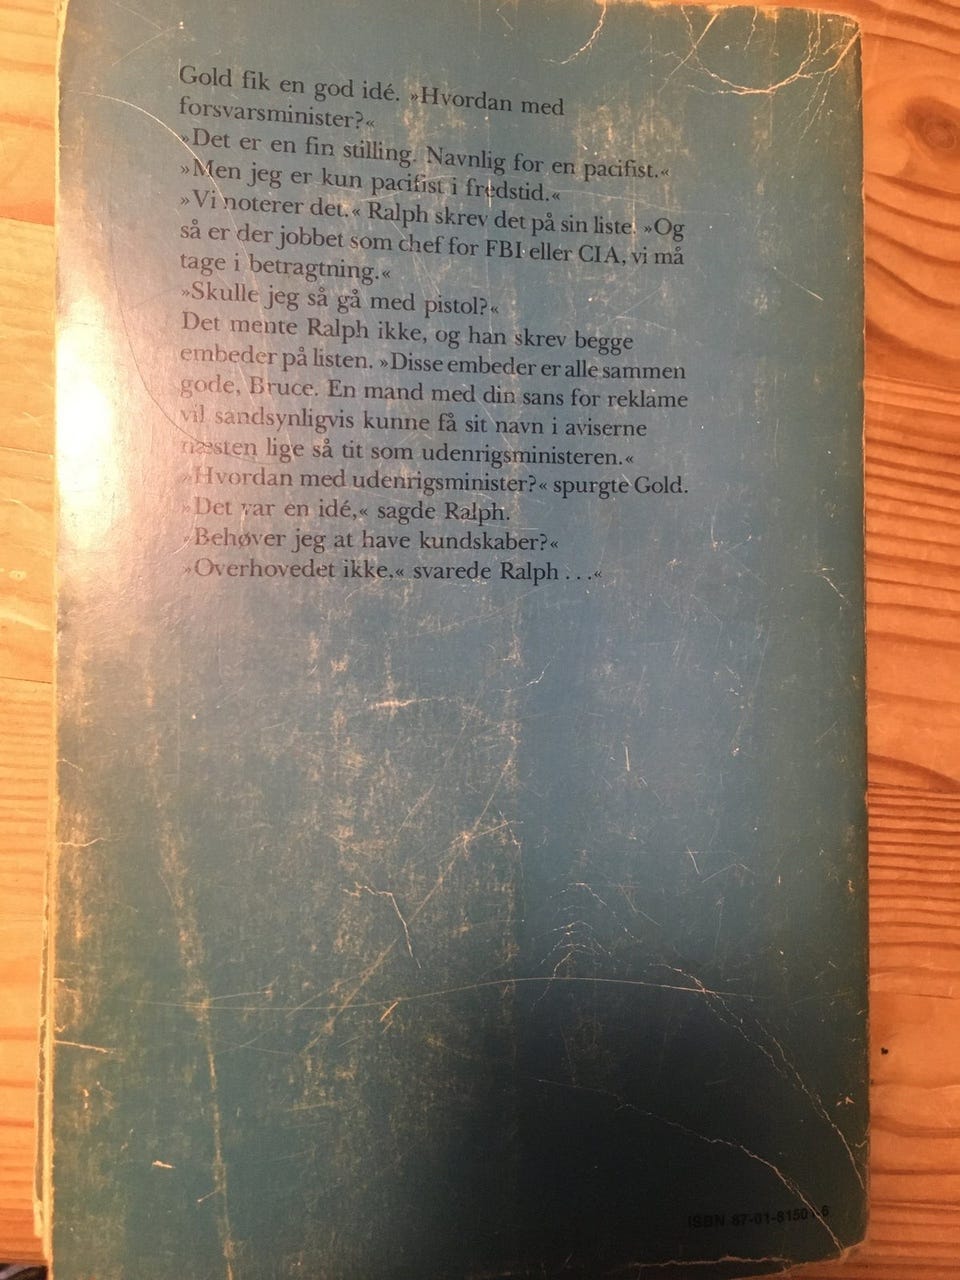 Gold fik en god idé. »Hvordan med
forsvarsminister?«
»Det er en fin stilling. Navnlig for en pacifist.«
»Men jeg er kun pacifist i fredstid.«
»Vi noterer det.« Ralph skrev det på sin liste. »Og
så er der jobbet som chef for FBI eller CIA, vi må
tage i betragtning.«
»Skulle jeg så gå med pistol?«
Det mente Ralph ikke, og han skrev begge
embeder på listen. »Disse embeder er alle sammen
gode, Bruce. En mand med din sans for reklame
vil sandsynligvis kunne få sit navn i aviserne
næsten lige så tit som udenrigsministeren.«
»Hvordan med udenrigsminister?« spurgte Gold.
»Det var en idé,« sagde Ralph.
»Behøver jeg at have kundskaber?«
»Overhovedet ikke.« svarede Ralph . . .«
ISBN